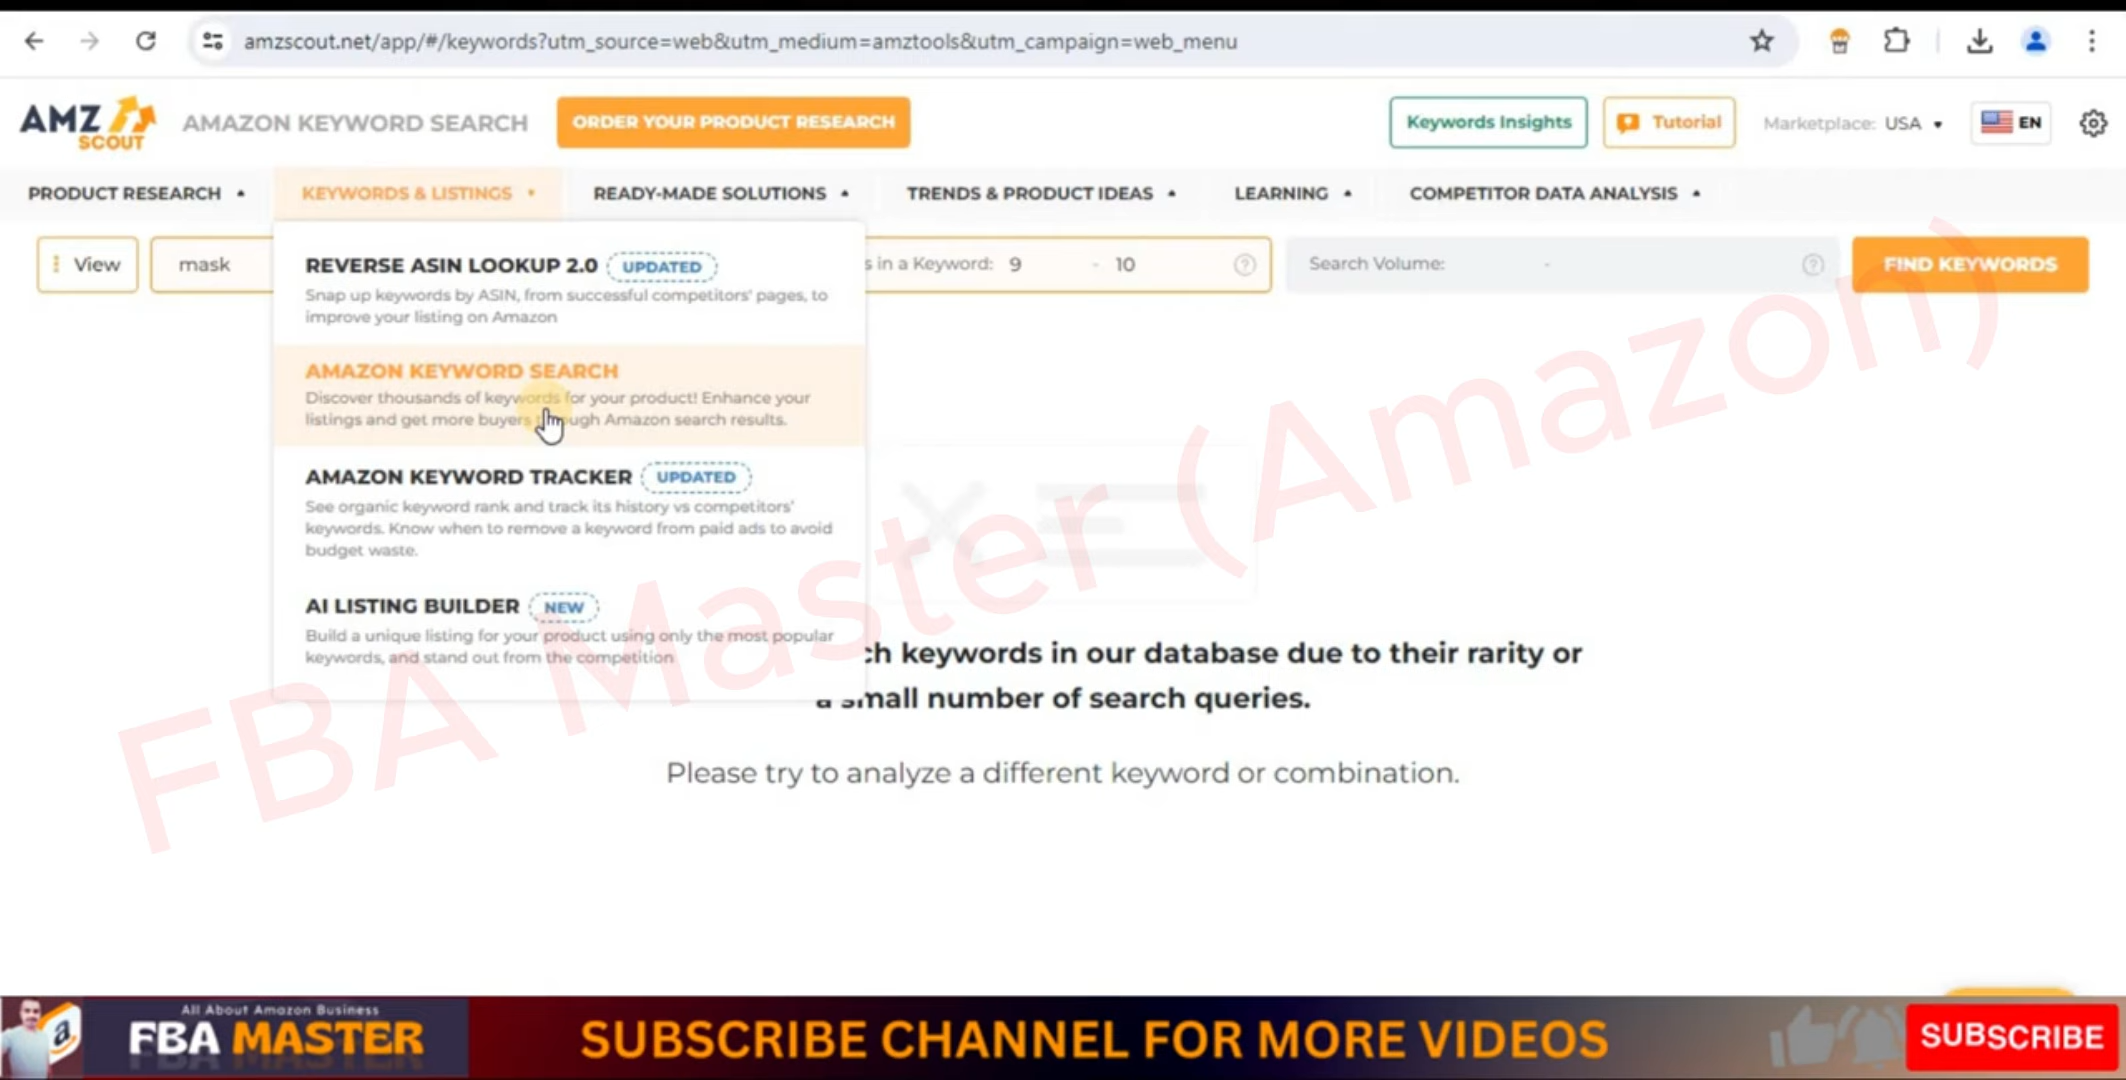 amzscout.net/app/#/keywords?utm_source=web&utm_medium=amztools&utm_campaign=web_menu
AMZ
SCOUT
AMAZON KEYWORD SEARCH
ORDER YOUR PRODUCT RESEARCH
Keywords Insights
Tutorial
Marketplace: USA
EN
PRODUCT RESEARCH
KEYWORDS & LISTINGS
READY-MADE SOLUTIONS
TRENDS & PRODUCT IDEAS
LEARNING
COMPETITOR DATA ANALYSIS
View
mask
s in a Keyword: 9 - 10
Search Volume: -
FIND KEYWORDS
REVERSE ASIN LOOKUP 2.0 UPDATED
Snap up keywords by ASIN, from successful competitors' pages, to
improve your listing on Amazon
AMAZON KEYWORD SEARCH
Discover thousands of keywords for your product! Enhance your
listings and get more buyers through Amazon search results.
AMAZON KEYWORD TRACKER UPDATED
See organic keyword rank and track its history vs competitors'
keywords. Know when to remove a keyword from paid ads to avoid
budget waste.
AI LISTING BUILDER NEW
Build a unique listing for your product using only the most popular
keywords, and stand out from the competition
ch keywords in our database due to their rarity or
a small number of search queries.
Please try to analyze a different keyword or combination.
FBA Master (Amazon)
All About Amazon Business
FBA MASTER
SUBSCRIBE CHANNEL FOR MORE VIDEOS
SUBSCRIBE